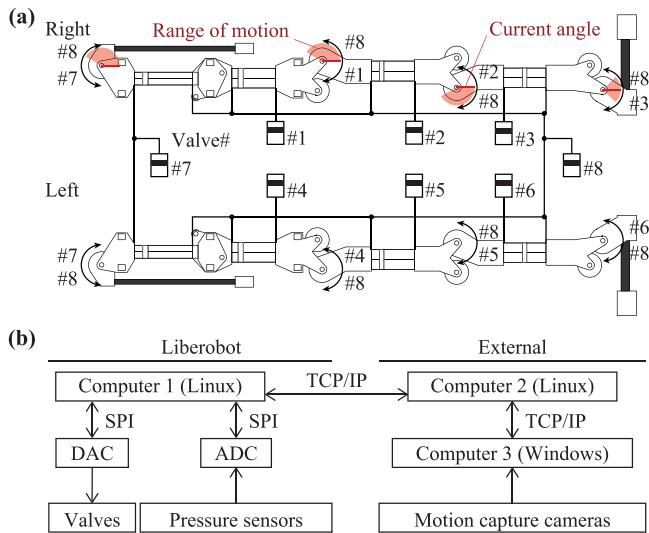 (a)
Right
Range of motion
Current angle
#8
#7
#8
#1
#2
#8
#8
#3
Valve#
#7
#1
#2
#3
#8
Left
#4
#5
#6
#7
#8
#4
#8
#8
#5
#6
#8
(b)
Liberobot
External
Computer 1 (Linux)
TCP/IP
Computer 2 (Linux)
SPI
SPI
TCP/IP
DAC
ADC
Computer 3 (Windows)
Valves
Pressure sensors
Motion capture cameras